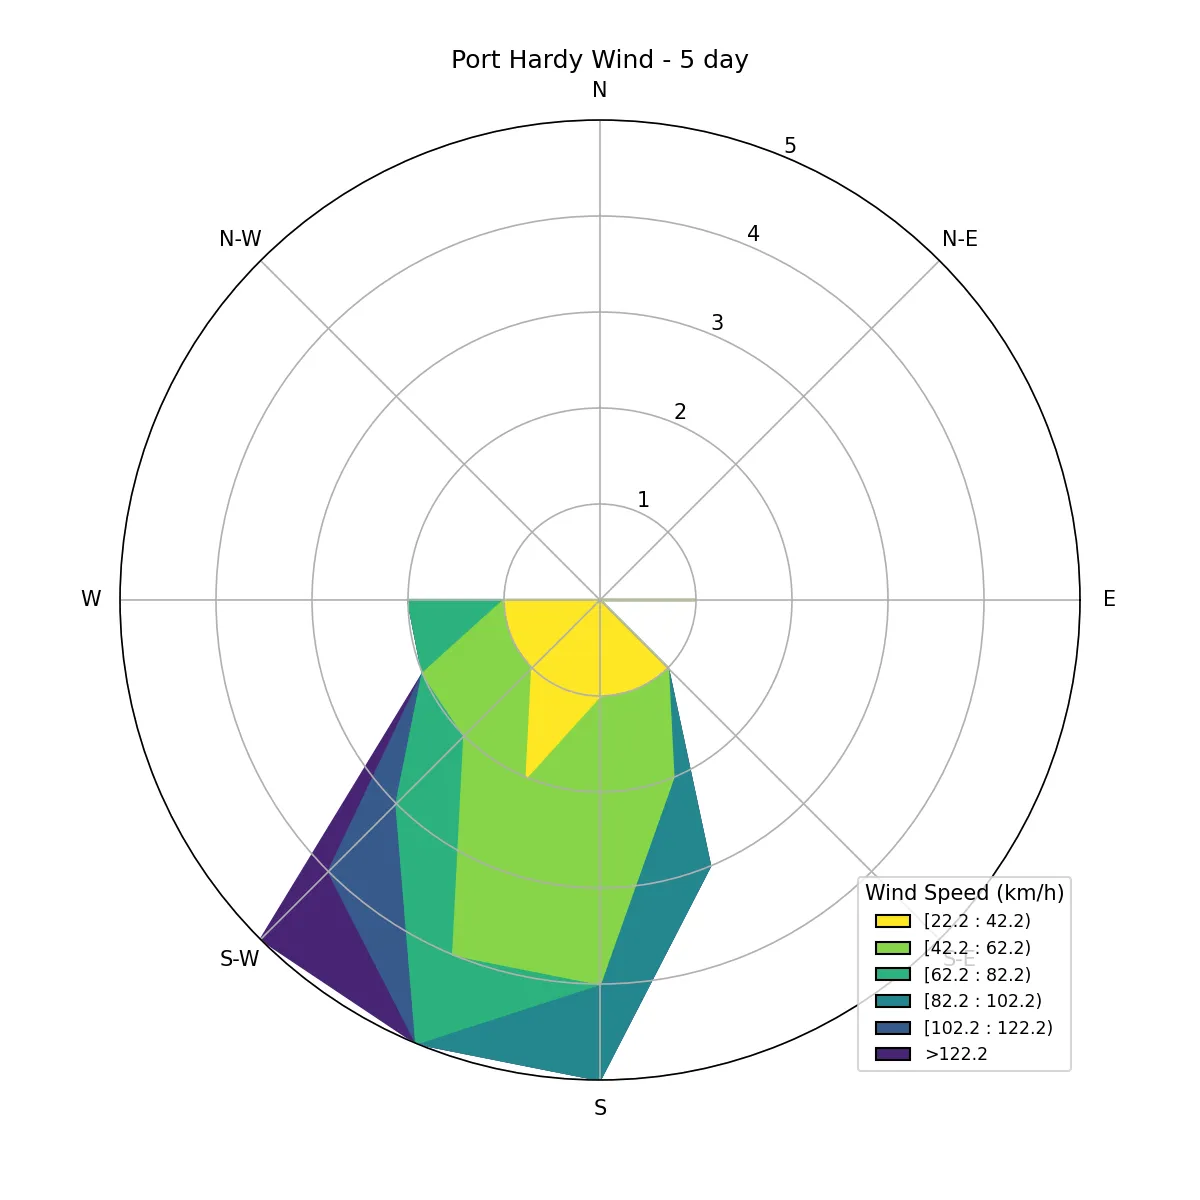 Port Hardy Wind - 5 day
N
5
N-W
4
N-E
3
2
1
W
E
Wind Speed (km/h)
[22.2 : 42.2)
[42.2 : 62.2)
S-W
S-E
[62.2 : 82.2)
[82.2 : 102.2)
[102.2 : 122.2)
>122.2
S